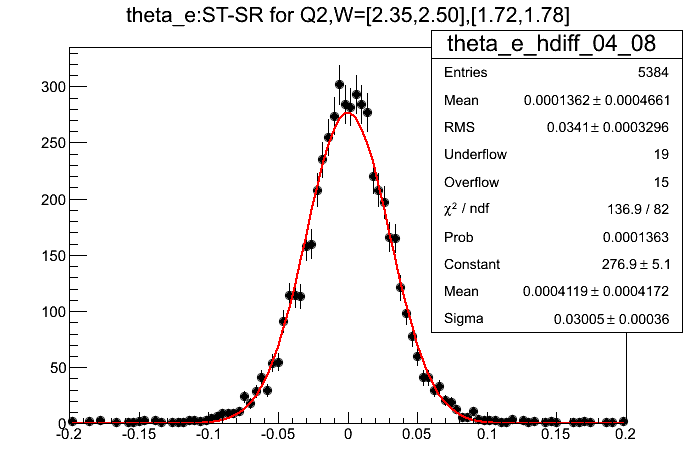 theta_e:ST-SR for Q2,W=[2.35,2.50],[1.72,1.78]
theta_e_hdiff_04_08
Entries 5384
Mean 0.0001362 ± 0.0004661
RMS 0.0341 ± 0.0003296
Underflow 19
Overflow 15
χ² / ndf 136.9 / 82
Prob 0.0001363
Constant 276.9 ± 5.1
Mean 0.0004119 ± 0.0004172
Sigma 0.03005 ± 0.00036
300
250
200
150
100
50
0
-0.2 -0.15 -0.1 -0.05 0 0.05 0.1 0.15 0.2